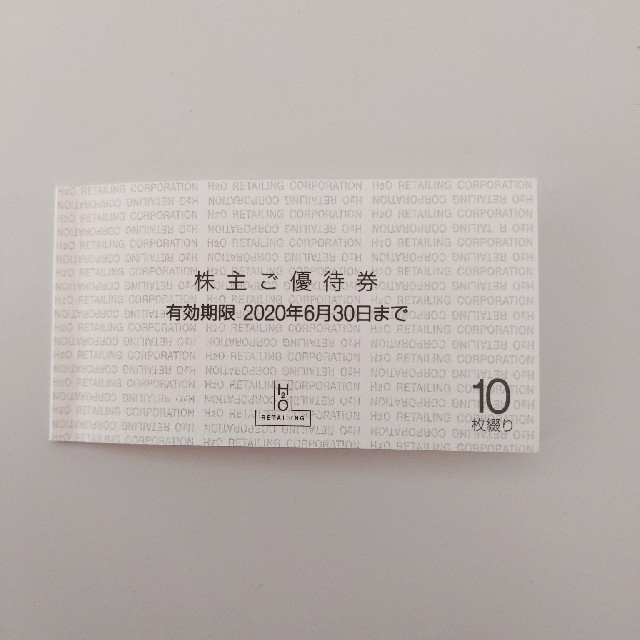 H2O RETAILING CORPORATION H2O RETAILING CORPORATION H2O RETAILING CORPORATION
株主ご優待券
有効期限 2020年6月30日まで
H2O
RETAILING
10
枚綴り